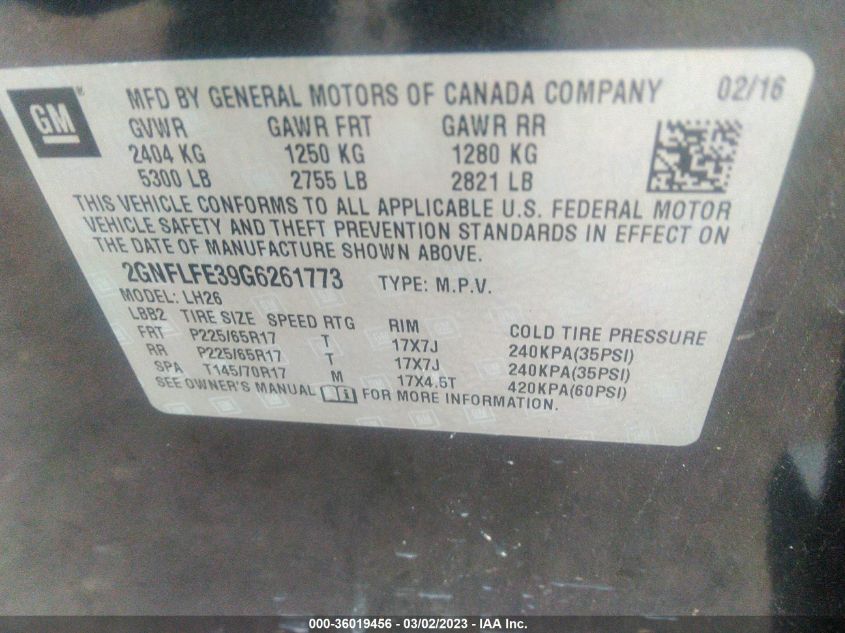 GM
MFD BY GENERAL MOTORS OF CANADA COMPANY 02/16
GVWR GAWR FRT GAWR RR
2404 KG 1250 KG 1280 KG
5300 LB 2755 LB 2821 LB
THIS VEHICLE CONFORMS TO ALL APPLICABLE U.S. FEDERAL MOTOR
VEHICLE SAFETY AND THEFT PREVENTION STANDARDS IN EFFECT ON
THE DATE OF MANUFACTURE SHOWN ABOVE.
2GNFLFE39G6261773 TYPE: M.P.V.
MODEL: LH26
LBB2 TIRE SIZE SPEED RTG RIM COLD TIRE PRESSURE
FRT P225/65R17 T 17X7J 240KPA(35PSI)
RR P225/65R17 T 17X7J 240KPA(35PSI)
SPA T145/70R17 M 17X4.5T 420KPA(60PSI)
SEE OWNER'S MANUAL FOR MORE INFORMATION.
000-36019456 - 03/02/2023 - IAA Inc.